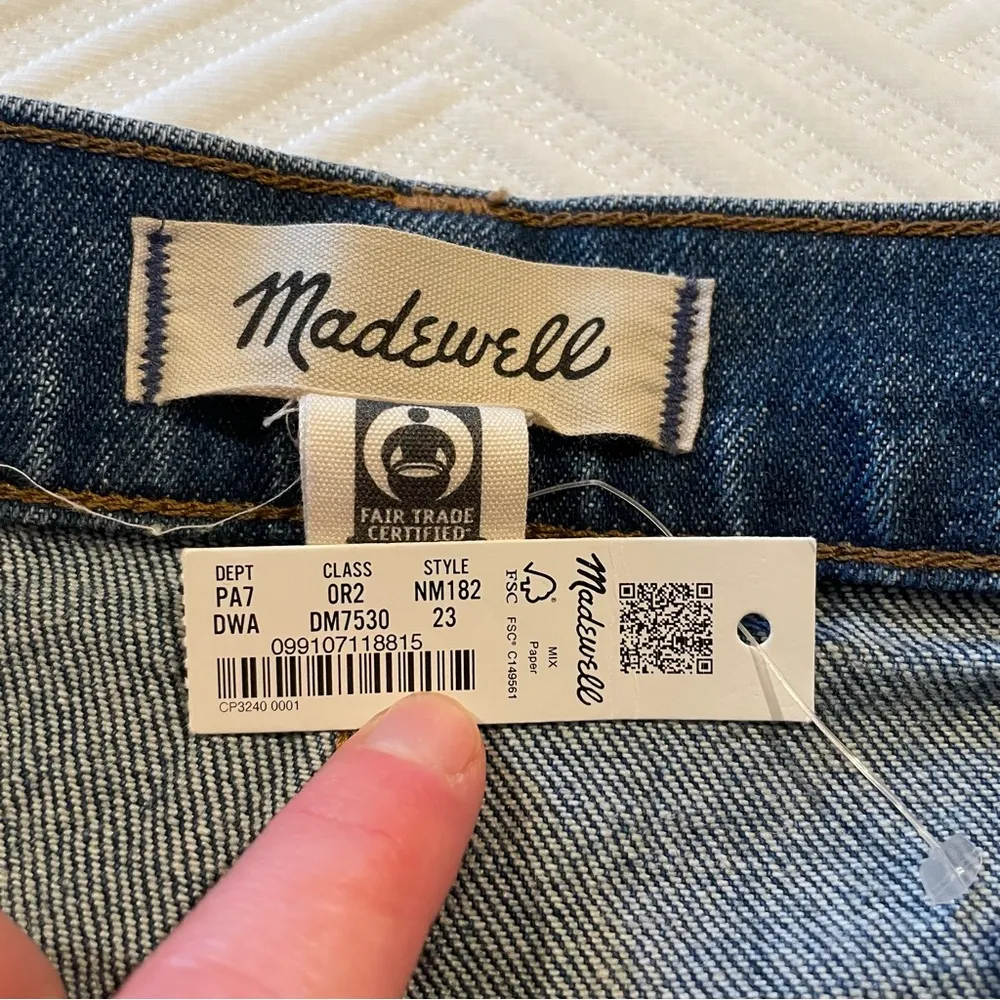 Madewell
FAIR TRADE
CERTIFIED
DEPT CLASS STYLE
PA7 OR2 NM182
DWA DM7530 23
099107118815
CP3240 0001
FSC
FSC® C149561
MIX
Paper
Madewell